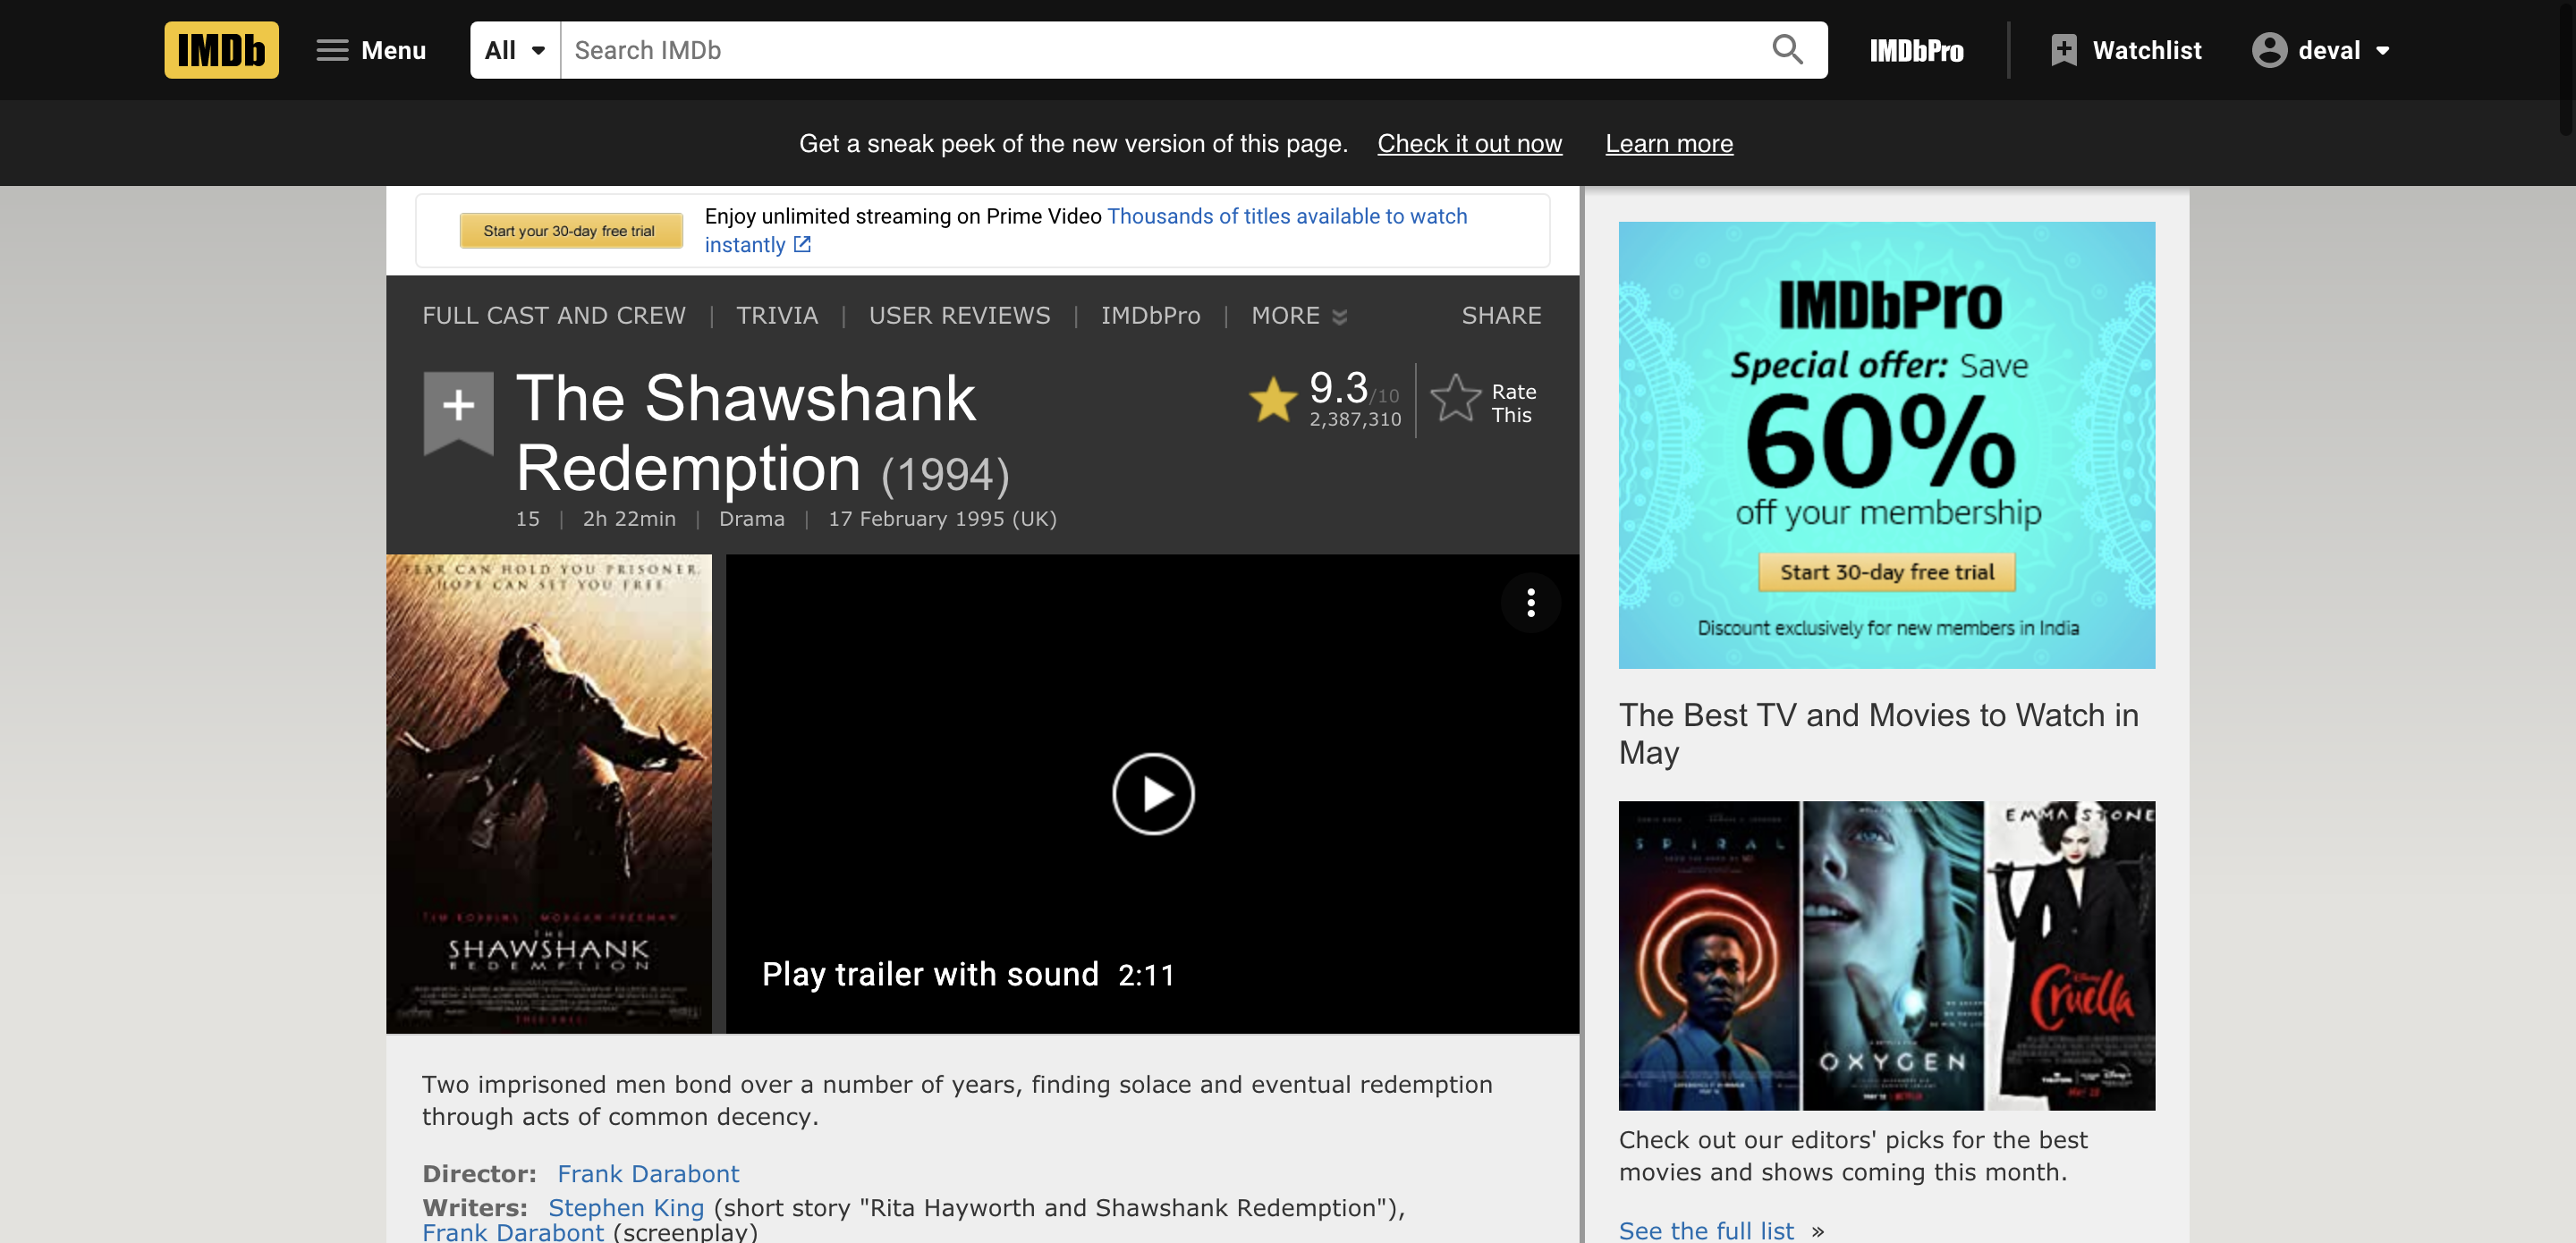 IMDb
Menu
All
Search IMDb
IMDbPro
Watchlist
deval
Get a sneak peek of the new version of this page. Check it out now Learn more
Start your 30-day free trial
Enjoy unlimited streaming on Prime Video Thousands of titles available to watch
instantly
FULL CAST AND CREW | TRIVIA | USER REVIEWS | IMDbPro | MORE
SHARE
The Shawshank
Redemption (1994)
9.3/10
2,387,310
Rate
This
15 | 2h 22min | Drama | 17 February 1995 (UK)
FEAR CAN HOLD YOU PRISONER.
HOPE CAN SET YOU FREE
TIM ROBBINS MORGAN FREEMAN
THE
SHAWSHANK
REDEMPTION
Play trailer with sound 2:11
Two imprisoned men bond over a number of years, finding solace and eventual redemption
through acts of common decency.
Director: Frank Darabont
Writers: Stephen King (short story "Rita Hayworth and Shawshank Redemption"),
Frank Darabont (screenplay)
IMDbPro
Special offer: Save
60%
off your membership
Start 30-day free trial
Discount exclusively for new members in India
The Best TV and Movies to Watch in
May
SPIRAL
OXYGEN
EMMA STONE
Disney
Cruella
Check out our editors' picks for the best
movies and shows coming this month.
See the full list »